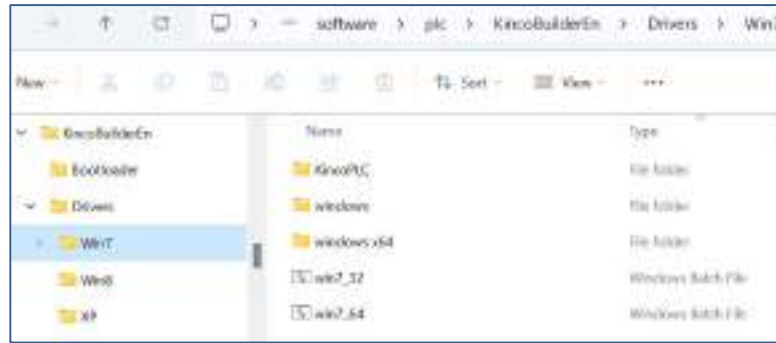 software > plc > KincoBuilderEn > Drivers > Win7
New Sort View ...
KincoBuilderEn
Bootloader
Drivers
Win7
Win8
XP
Name Type
KincoPLC File folder
windows File folder
windows x64 File folder
win7_32 Windows Batch File
win7_64 Windows Batch File